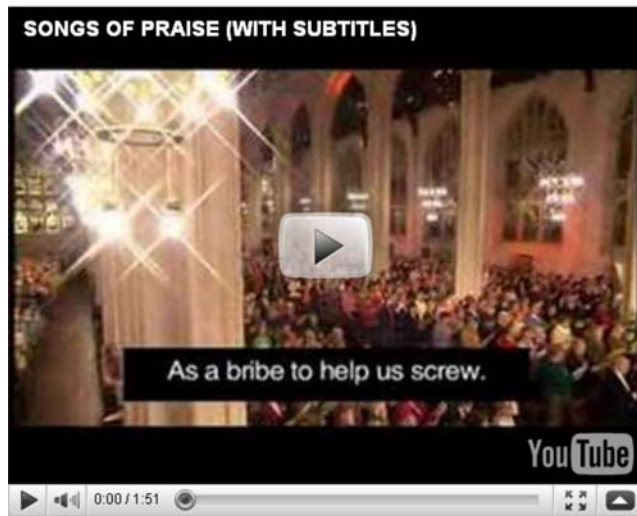 SONGS OF PRAISE (WITH SUBTITLES)
As a bribe to help us screw.
YouTube
0:00 / 1:51